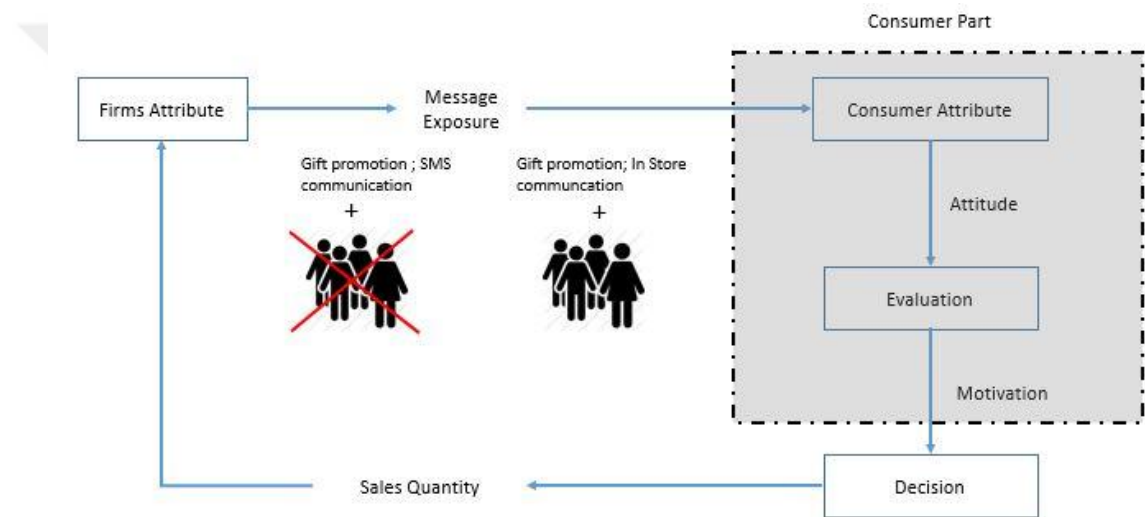 Consumer Part
Firms Attribute
Message
Exposure
Consumer Attribute
Gift promotion ; SMS
communication
+
Gift promotion; In Store
communcation
+
Attitude
Evaluation
Motivation
Sales Quantity
Decision